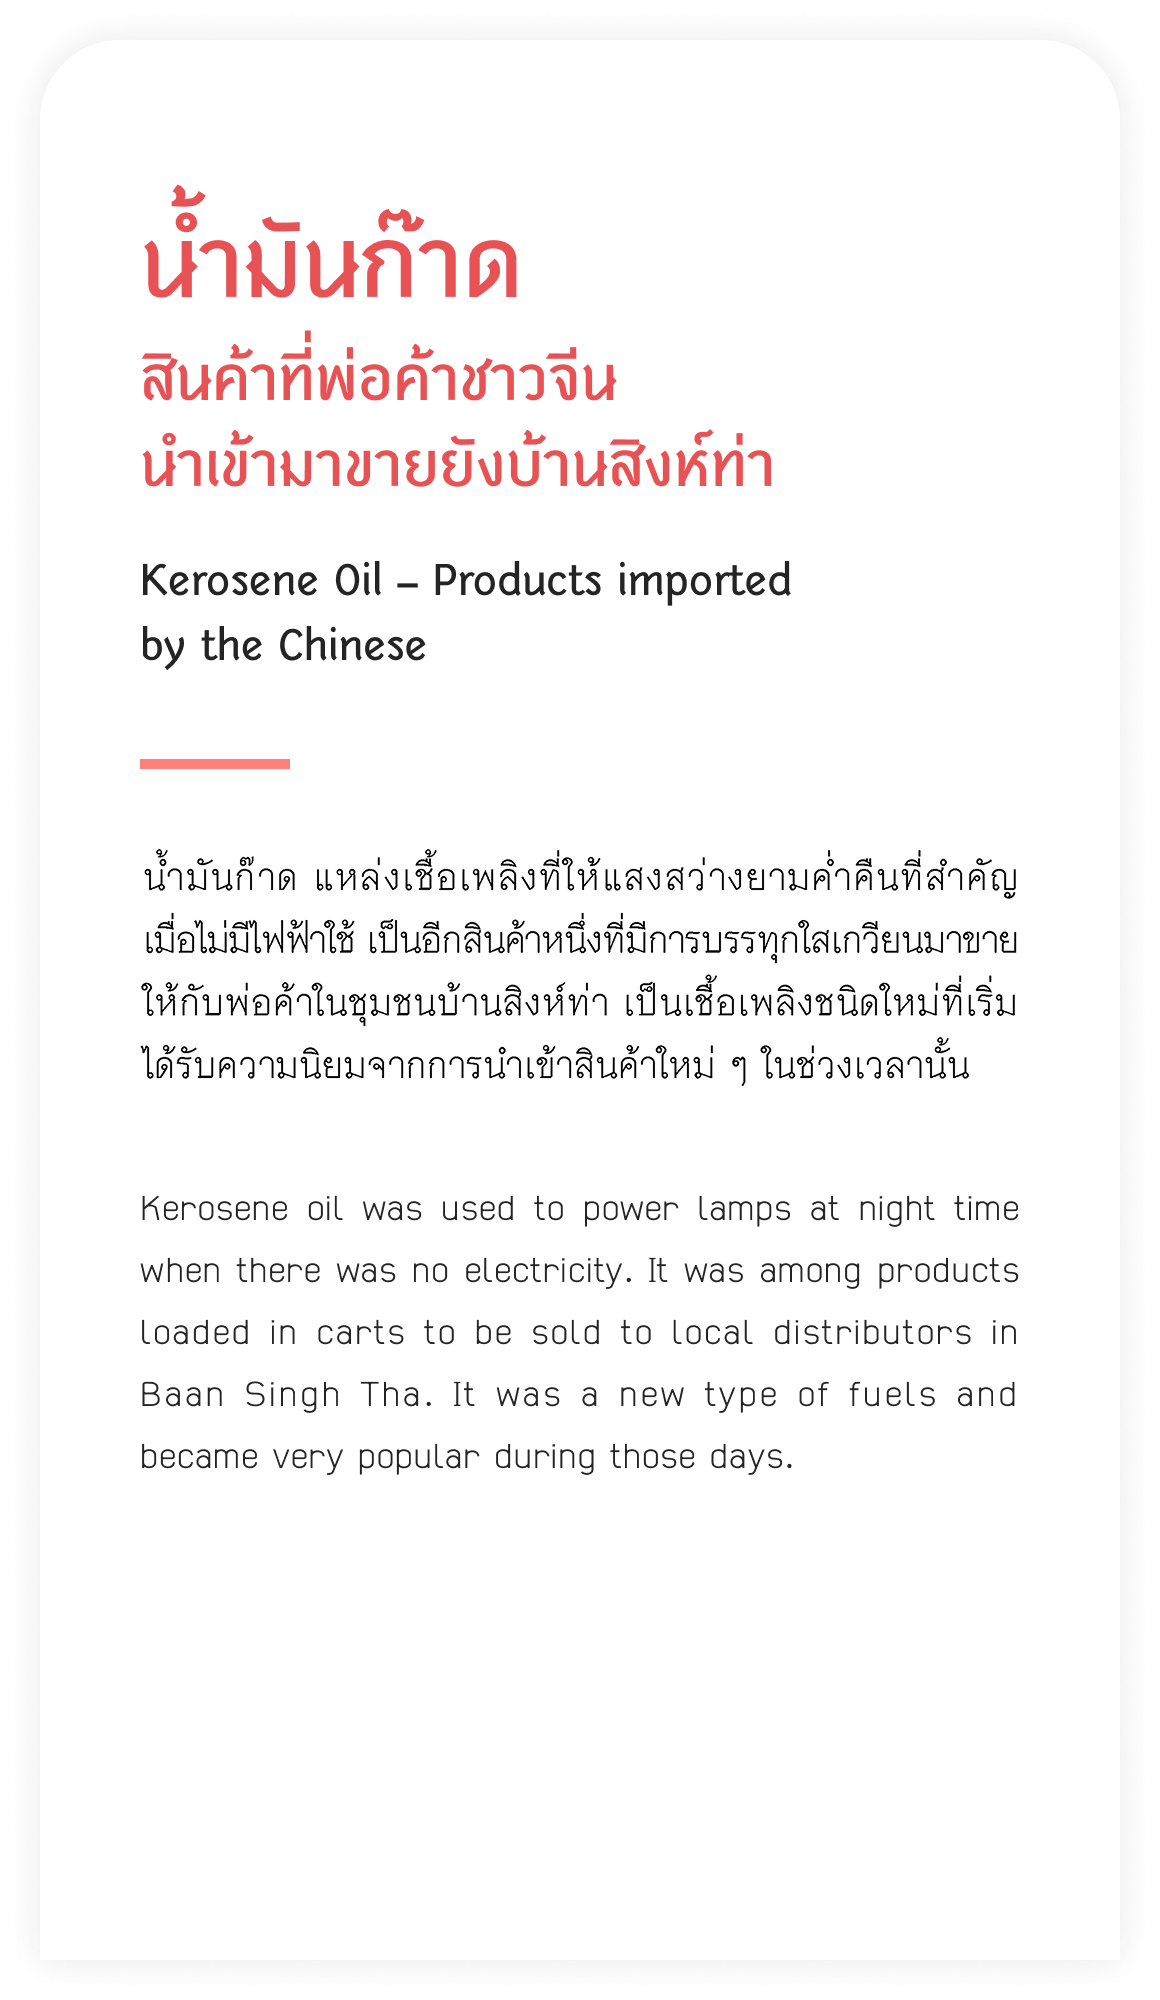 น้ำมันก๊าด
สินค้าที่พ่อค้าชาวจีน
นำเข้ามาขายยังบ้านสิงห์ท่า
Kerosene Oil – Products imported
by the Chinese
น้ำมันก๊าด แหล่งเชื้อเพลิงที่ให้แสงสว่างยามค่ำคืนที่สำคัญ
เมื่อไม่มีไฟฟ้าใช้ เป็นอีกสินค้าหนึ่งที่มีการบรรทุกใสเกวียนมาขาย
ให้กับพ่อค้าในชุมชนบ้านสิงห์ท่า เป็นเชื้อเพลิงชนิดใหม่ที่เริ่ม
ได้รับความนิยมจากการนำเข้าสินค้าใหม่ ๆ ในช่วงเวลานั้น
Kerosene oil was used to power lamps at night time
when there was no electricity. It was among products
loaded in carts to be sold to local distributors in
Baan Singh Tha. It was a new type of fuels and
became very popular during those days.